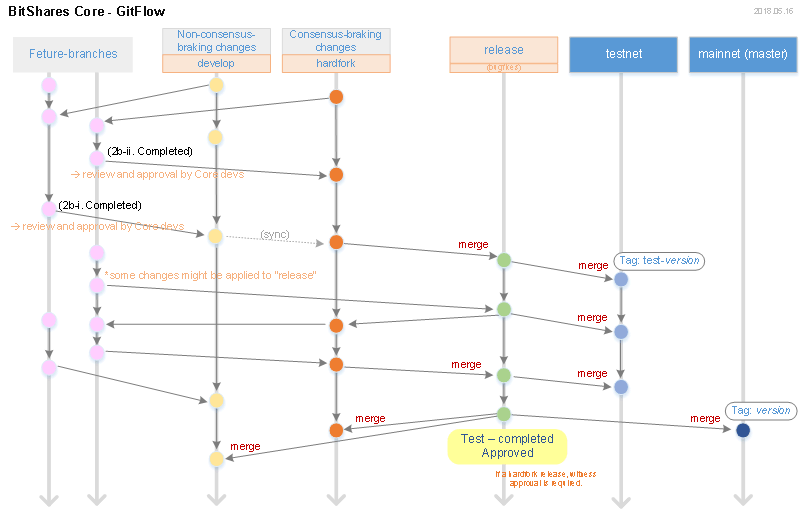 BitShares Core - GitFlow
2018.05.16
Feture-branches
Non-consensus-
braking changes
develop
Consensus-braking
changes
hardfork
release
(bugfixes)
testnet
mainnet (master)
(2b-ii. Completed)
→ review and approval by Core devs
(2b-i. Completed)
→ review and approval by Core devs
(sync)
merge
merge
Tag: test-version
*some changes might be applied to "release"
merge
merge
merge
merge
merge
Tag: version
merge
Test – completed
Approved
If a hardfork release, witness
approval is required.